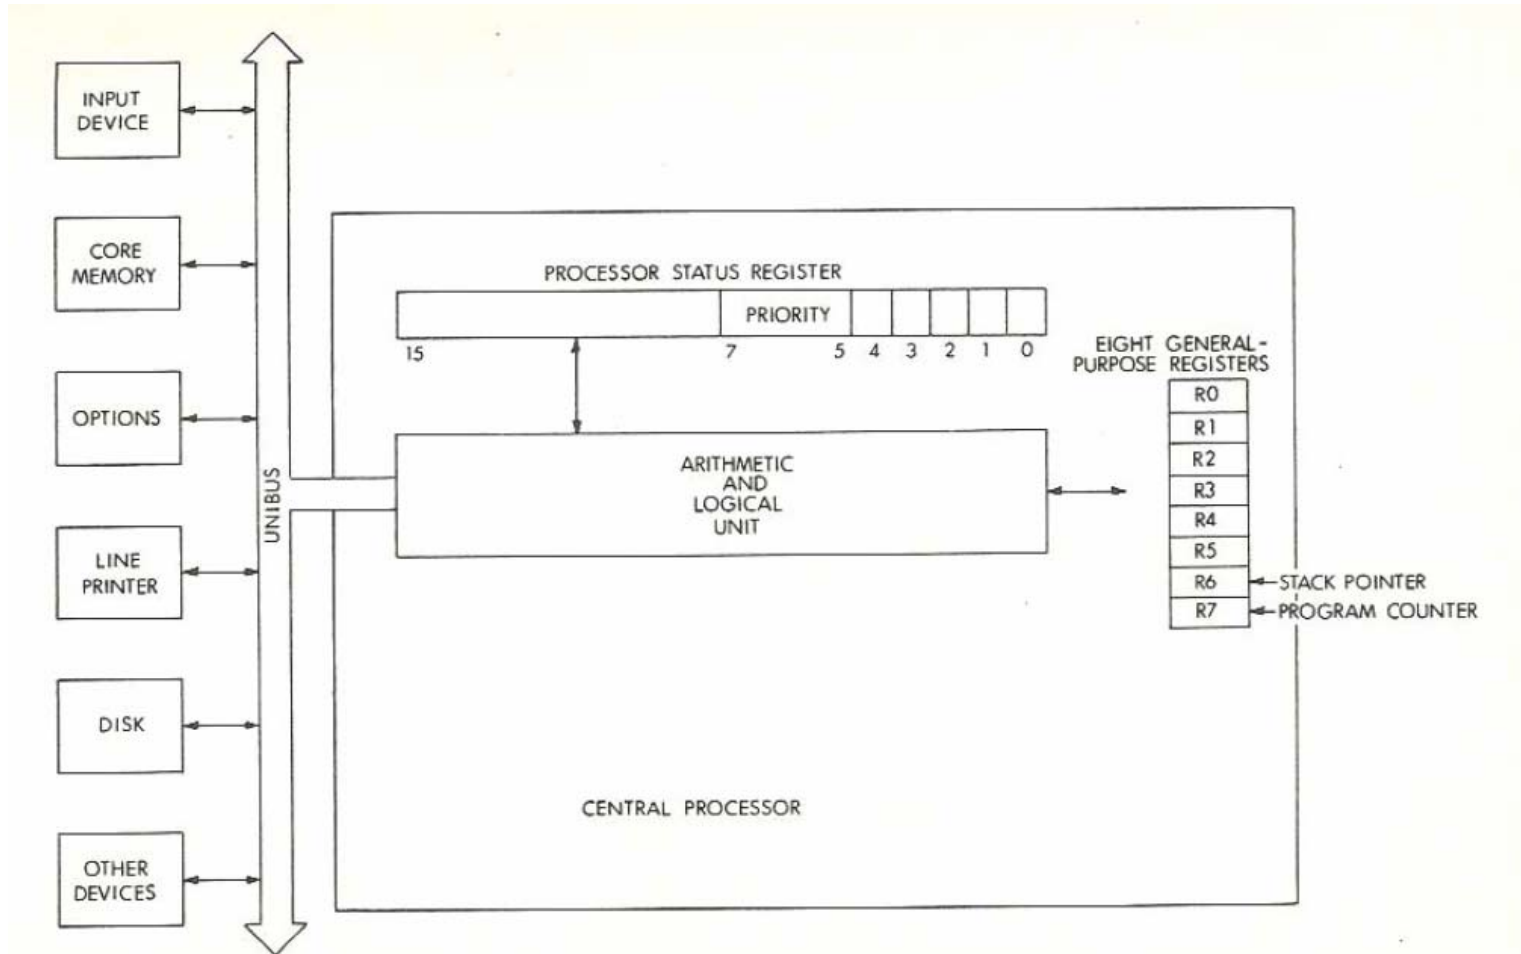 INPUT
DEVICE
CORE
MEMORY
OPTIONS
LINE
PRINTER
DISK
OTHER
DEVICES
UNIBUS
PROCESSOR STATUS REGISTER
PRIORITY
15 7 5 4 3 2 1 0
ARITHMETIC
AND
LOGICAL
UNIT
EIGHT GENERAL-
PURPOSE REGISTERS
R0
R1
R2
R3
R4
R5
R6 STACK POINTER
R7 PROGRAM COUNTER
CENTRAL PROCESSOR